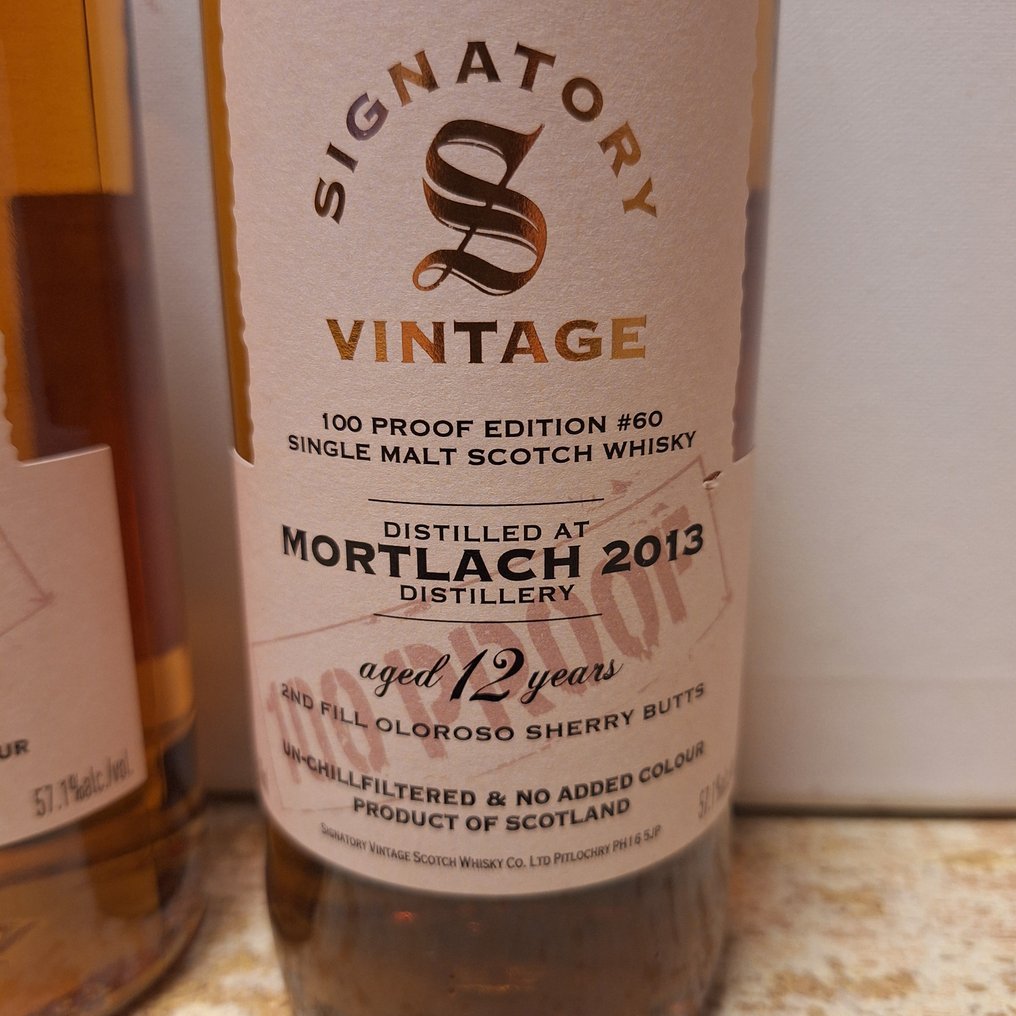 SIGNATORY
S
VINTAGE
100 PROOF EDITION #60
SINGLE MALT SCOTCH WHISKY
DISTILLED AT
MORTLACH 2013
DISTILLERY
100 PROOF
aged 12 years
2ND FILL OLOROSO SHERRY BUTTS
UN-CHILLFILTERED & NO ADDED COLOUR
PRODUCT OF SCOTLAND
SIGNATORY VINTAGE SCOTCH WHISKY CO. LTD PITLOCHRY PH16 5JP
57.1%
UR
57.1%alc./vol.